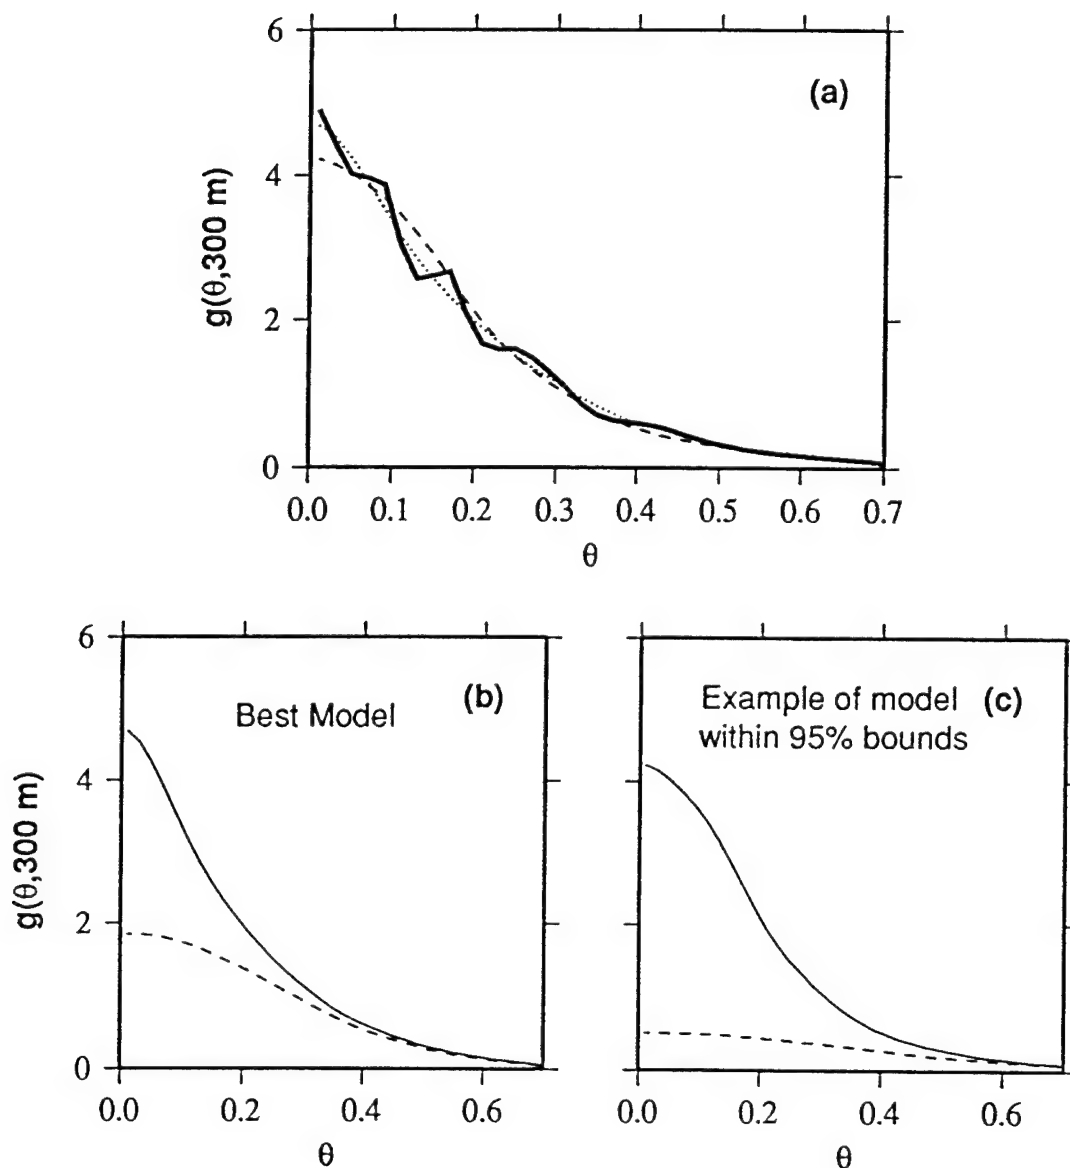 (a)
g(θ,300 m)
6
4
2
0
0.0 0.1 0.2 0.3 0.4 0.5 0.6 0.7
θ
(b)
Best Model
g(θ,300 m)
6
4
2
0
0.0 0.2 0.4 0.6
θ
Example of model (c)
within 95% bounds
0.0 0.2 0.4 0.6
θ